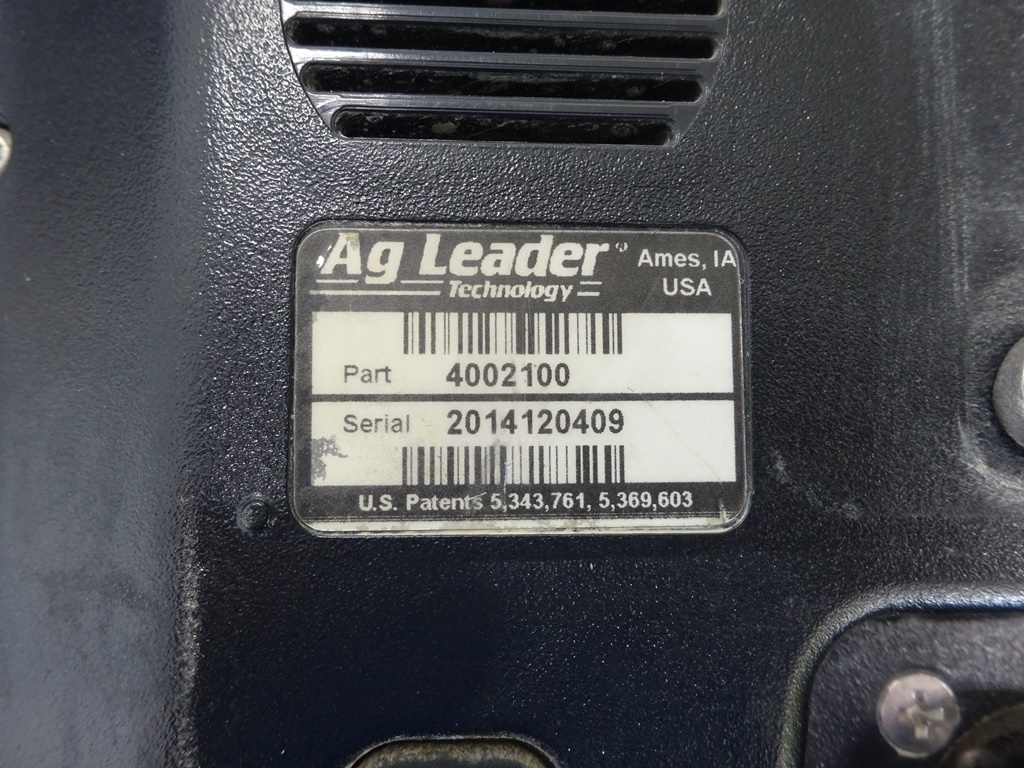 Ag Leader® Ames, IA
Technology USA
Part 4002100
Serial 2014120409
U.S. Patents 5,343,761, 5,369,603